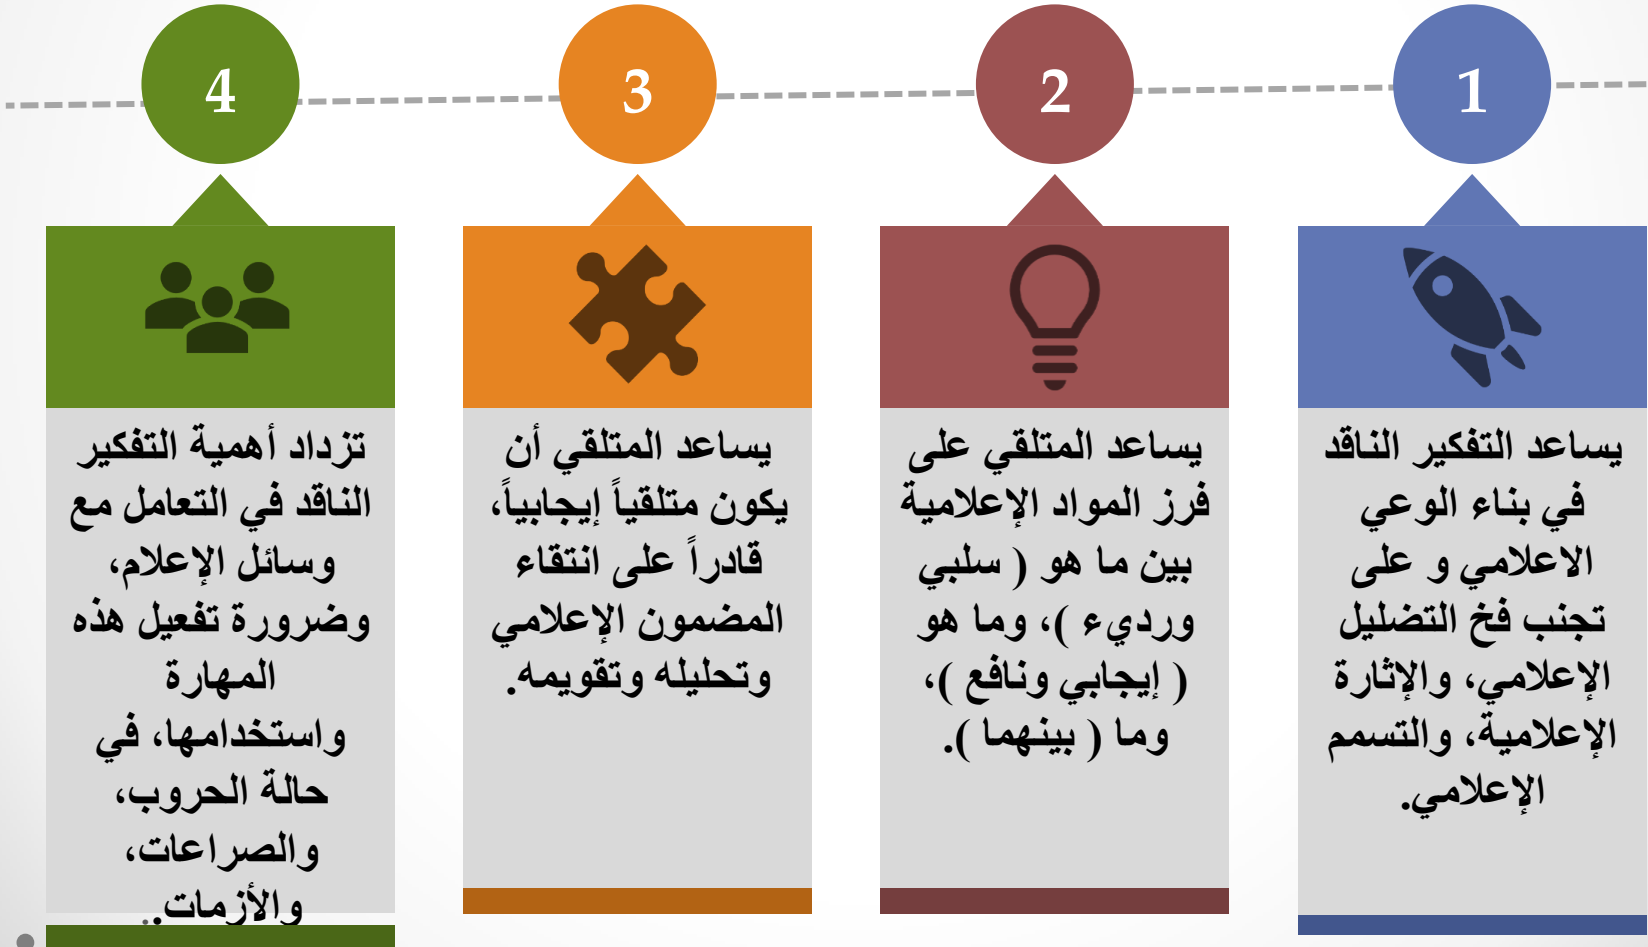 1
يساعد التفكير الناقد
في بناء الوعي
الاعلامي و على
تجنب فخ التضليل
الإعلامي، والإثارة
الإعلامية، والتسمم
الإعلامي.
2
يساعد المتلقي على
فرز المواد الإعلامية
بين ما هو ( سلبي
ورديء )، وما هو
( إيجابي ونافع )،
وما ( بينهما ).
3
يساعد المتلقي أن
يكون متلقياً إيجابياً،
قادراً على انتقاء
المضمون الإعلامي
وتحليله وتقويمه.
4
تزداد أهمية التفكير
الناقد في التعامل مع
وسائل الإعلام،
وضرورة تفعيل هذه
المهارة
واستخدامها، في
حالة الحروب،
والصراعات،
والأزمات..